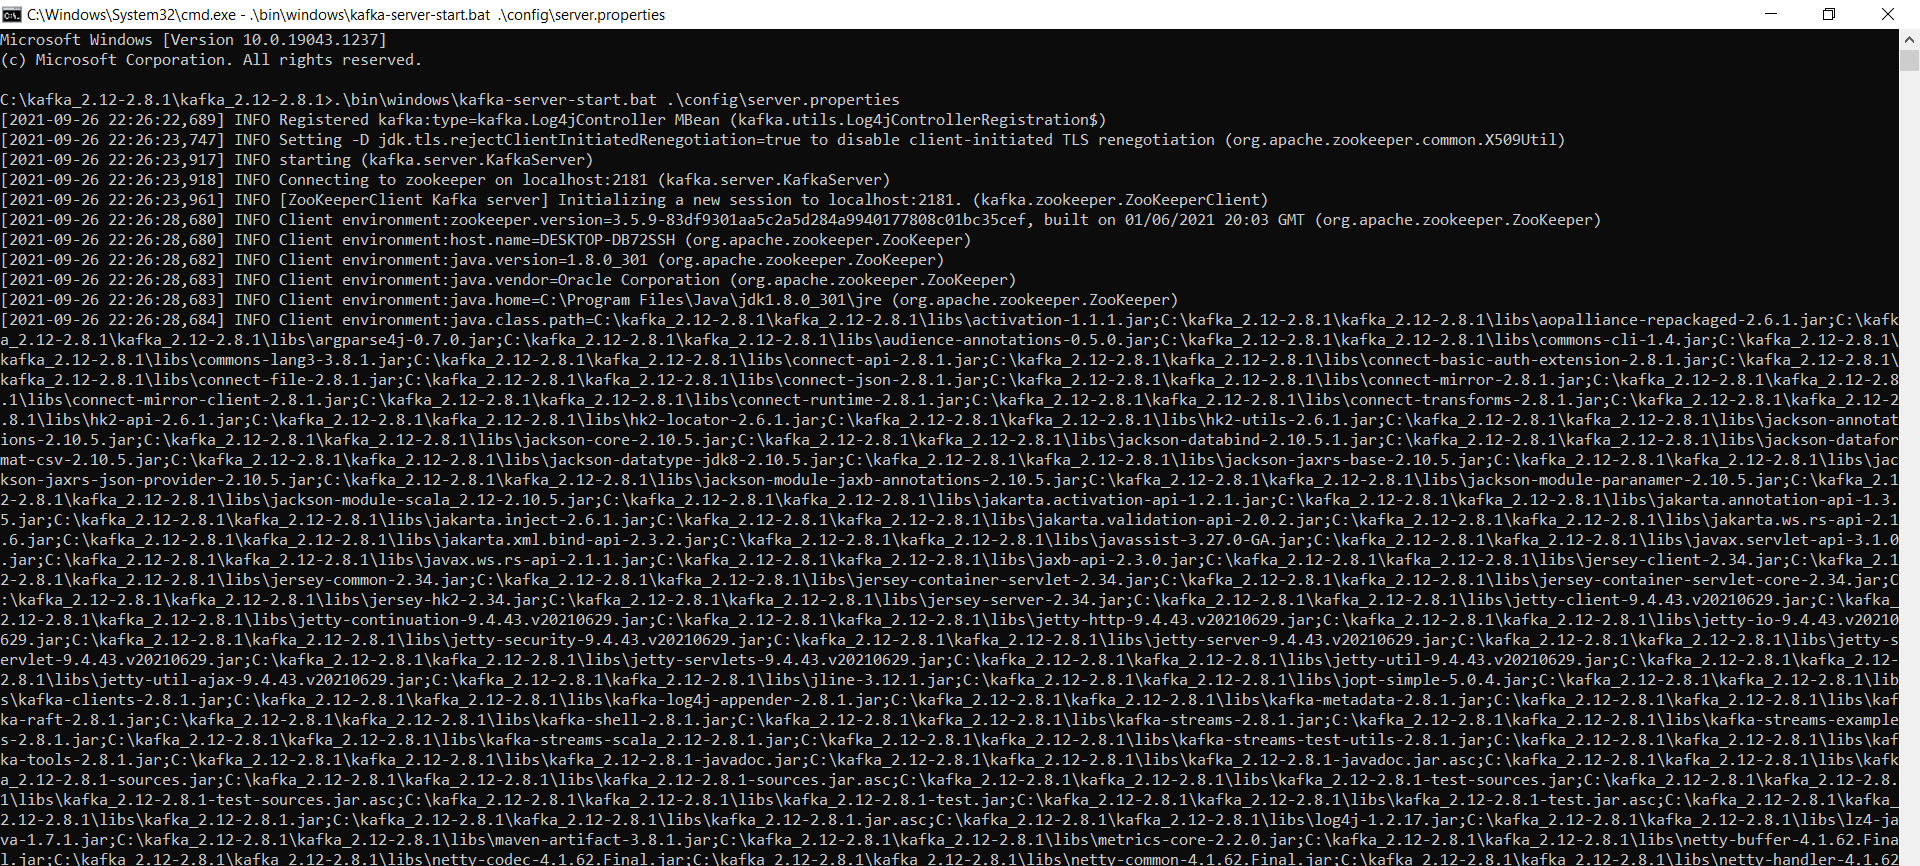 C:\Windows\System32\cmd.exe - .\bin\windows\kafka-server-start.bat .\config\server.properties
Microsoft Windows [Version 10.0.19043.1237]
(c) Microsoft Corporation. All rights reserved.
C:\kafka_2.12-2.8.1\kafka_2.12-2.8.1>.\bin\windows\kafka-server-start.bat .\config\server.properties
[2021-09-26 22:26:22,689] INFO Registered kafka:type=kafka.Log4jController MBean (kafka.utils.Log4jControllerRegistration$)
[2021-09-26 22:26:23,747] INFO Setting -D jdk.tls.rejectClientInitiatedRenegotiation=true to disable client-initiated TLS renegotiation (org.apache.zookeeper.common.X509Util)
[2021-09-26 22:26:23,917] INFO starting (kafka.server.KafkaServer)
[2021-09-26 22:26:23,918] INFO Connecting to zookeeper on localhost:2181 (kafka.server.KafkaServer)
[2021-09-26 22:26:23,961] INFO [ZooKeeperClient Kafka server] Initializing a new session to localhost:2181. (kafka.zookeeper.ZooKeeperClient)
[2021-09-26 22:26:28,680] INFO Client environment:zookeeper.version=3.5.9-83df9301aa5c2a5d284a9940177808c01bc35cef, built on 01/06/2021 20:03 GMT (org.apache.zookeeper.ZooKeeper)
[2021-09-26 22:26:28,680] INFO Client environment:host.name=DESKTOP-DB72SSH (org.apache.zookeeper.ZooKeeper)
[2021-09-26 22:26:28,682] INFO Client environment:java.version=1.8.0_301 (org.apache.zookeeper.ZooKeeper)
[2021-09-26 22:26:28,683] INFO Client environment:java.vendor=Oracle Corporation (org.apache.zookeeper.ZooKeeper)
[2021-09-26 22:26:28,683] INFO Client environment:java.home=C:\Program Files\Java\jdk1.8.0_301\jre (org.apache.zookeeper.ZooKeeper)
[2021-09-26 22:26:28,684] INFO Client environment:java.class.path=C:\kafka_2.12-2.8.1\kafka_2.12-2.8.1\libs\activation-1.1.1.jar;C:\kafka_2.12-2.8.1\kafka_2.12-2.8.1\libs\aopalliance-repackaged-2.6.1.jar;C:\kafk
a_2.12-2.8.1\kafka_2.12-2.8.1\libs\argparse4j-0.7.0.jar;C:\kafka_2.12-2.8.1\kafka_2.12-2.8.1\libs\audience-annotations-0.5.0.jar;C:\kafka_2.12-2.8.1\kafka_2.12-2.8.1\libs\commons-cli-1.4.jar;C:\kafka_2.12-2.8.1\
kafka_2.12-2.8.1\libs\commons-lang3-3.8.1.jar;C:\kafka_2.12-2.8.1\kafka_2.12-2.8.1\libs\connect-api-2.8.1.jar;C:\kafka_2.12-2.8.1\kafka_2.12-2.8.1\libs\connect-basic-auth-extension-2.8.1.jar;C:\kafka_2.12-2.8.1\
kafka_2.12-2.8.1\libs\connect-file-2.8.1.jar;C:\kafka_2.12-2.8.1\kafka_2.12-2.8.1\libs\connect-json-2.8.1.jar;C:\kafka_2.12-2.8.1\kafka_2.12-2.8.1\libs\connect-mirror-2.8.1.jar;C:\kafka_2.12-2.8.1\kafka_2.12-2.8
.1\libs\connect-mirror-client-2.8.1.jar;C:\kafka_2.12-2.8.1\kafka_2.12-2.8.1\libs\connect-runtime-2.8.1.jar;C:\kafka_2.12-2.8.1\kafka_2.12-2.8.1\libs\connect-transforms-2.8.1.jar;C:\kafka_2.12-2.8.1\kafka_2.12-2
.8.1\libs\hk2-api-2.6.1.jar;C:\kafka_2.12-2.8.1\kafka_2.12-2.8.1\libs\hk2-locator-2.6.1.jar;C:\kafka_2.12-2.8.1\kafka_2.12-2.8.1\libs\hk2-utils-2.6.1.jar;C:\kafka_2.12-2.8.1\kafka_2.12-2.8.1\libs\jackson-annotat
ions-2.10.5.jar;C:\kafka_2.12-2.8.1\kafka_2.12-2.8.1\libs\jackson-core-2.10.5.jar;C:\kafka_2.12-2.8.1\kafka_2.12-2.8.1\libs\jackson-databind-2.10.5.1.jar;C:\kafka_2.12-2.8.1\kafka_2.12-2.8.1\libs\jackson-datafor
mat-csv-2.10.5.jar;C:\kafka_2.12-2.8.1\kafka_2.12-2.8.1\libs\jackson-datatype-jdk8-2.10.5.jar;C:\kafka_2.12-2.8.1\kafka_2.12-2.8.1\libs\jackson-jaxrs-base-2.10.5.jar;C:\kafka_2.12-2.8.1\kafka_2.12-2.8.1\libs\jac
kson-jaxrs-json-provider-2.10.5.jar;C:\kafka_2.12-2.8.1\kafka_2.12-2.8.1\libs\jackson-module-jaxb-annotations-2.10.5.jar;C:\kafka_2.12-2.8.1\kafka_2.12-2.8.1\libs\jackson-module-paranamer-2.10.5.jar;C:\kafka_2.1
2-2.8.1\kafka_2.12-2.8.1\libs\jackson-module-scala_2.12-2.10.5.jar;C:\kafka_2.12-2.8.1\kafka_2.12-2.8.1\libs\jakarta.activation-api-1.2.1.jar;C:\kafka_2.12-2.8.1\kafka_2.12-2.8.1\libs\jakarta.annotation-api-1.3.
5.jar;C:\kafka_2.12-2.8.1\kafka_2.12-2.8.1\libs\jakarta.inject-2.6.1.jar;C:\kafka_2.12-2.8.1\kafka_2.12-2.8.1\libs\jakarta.validation-api-2.0.2.jar;C:\kafka_2.12-2.8.1\kafka_2.12-2.8.1\libs\jakarta.ws.rs-api-2.1
.6.jar;C:\kafka_2.12-2.8.1\kafka_2.12-2.8.1\libs\jakarta.xml.bind-api-2.3.2.jar;C:\kafka_2.12-2.8.1\kafka_2.12-2.8.1\libs\javassist-3.27.0-GA.jar;C:\kafka_2.12-2.8.1\kafka_2.12-2.8.1\libs\javax.servlet-api-3.1.0
.jar;C:\kafka_2.12-2.8.1\kafka_2.12-2.8.1\libs\javax.ws.rs-api-2.1.1.jar;C:\kafka_2.12-2.8.1\kafka_2.12-2.8.1\libs\jaxb-api-2.3.0.jar;C:\kafka_2.12-2.8.1\kafka_2.12-2.8.1\libs\jersey-client-2.34.jar;C:\kafka_2.1
2-2.8.1\kafka_2.12-2.8.1\libs\jersey-common-2.34.jar;C:\kafka_2.12-2.8.1\kafka_2.12-2.8.1\libs\jersey-container-servlet-2.34.jar;C:\kafka_2.12-2.8.1\kafka_2.12-2.8.1\libs\jersey-container-servlet-core-2.34.jar;C
:\kafka_2.12-2.8.1\kafka_2.12-2.8.1\libs\jersey-hk2-2.34.jar;C:\kafka_2.12-2.8.1\kafka_2.12-2.8.1\libs\jersey-server-2.34.jar;C:\kafka_2.12-2.8.1\kafka_2.12-2.8.1\libs\jetty-client-9.4.43.v20210629.jar;C:\kafka_
2.12-2.8.1\kafka_2.12-2.8.1\libs\jetty-continuation-9.4.43.v20210629.jar;C:\kafka_2.12-2.8.1\kafka_2.12-2.8.1\libs\jetty-http-9.4.43.v20210629.jar;C:\kafka_2.12-2.8.1\kafka_2.12-2.8.1\libs\jetty-io-9.4.43.v20210
629.jar;C:\kafka_2.12-2.8.1\kafka_2.12-2.8.1\libs\jetty-security-9.4.43.v20210629.jar;C:\kafka_2.12-2.8.1\kafka_2.12-2.8.1\libs\jetty-server-9.4.43.v20210629.jar;C:\kafka_2.12-2.8.1\kafka_2.12-2.8.1\libs\jetty-s
ervlet-9.4.43.v20210629.jar;C:\kafka_2.12-2.8.1\kafka_2.12-2.8.1\libs\jetty-servlets-9.4.43.v20210629.jar;C:\kafka_2.12-2.8.1\kafka_2.12-2.8.1\libs\jetty-util-9.4.43.v20210629.jar;C:\kafka_2.12-2.8.1\kafka_2.12-
2.8.1\libs\jetty-util-ajax-9.4.43.v20210629.jar;C:\kafka_2.12-2.8.1\kafka_2.12-2.8.1\libs\jline-3.12.1.jar;C:\kafka_2.12-2.8.1\kafka_2.12-2.8.1\libs\jopt-simple-5.0.4.jar;C:\kafka_2.12-2.8.1\kafka_2.12-2.8.1\lib
s\kafka-clients-2.8.1.jar;C:\kafka_2.12-2.8.1\kafka_2.12-2.8.1\libs\kafka-log4j-appender-2.8.1.jar;C:\kafka_2.12-2.8.1\kafka_2.12-2.8.1\libs\kafka-metadata-2.8.1.jar;C:\kafka_2.12-2.8.1\kafka_2.12-2.8.1\libs\kaf
ka-raft-2.8.1.jar;C:\kafka_2.12-2.8.1\kafka_2.12-2.8.1\libs\kafka-shell-2.8.1.jar;C:\kafka_2.12-2.8.1\kafka_2.12-2.8.1\libs\kafka-streams-2.8.1.jar;C:\kafka_2.12-2.8.1\kafka_2.12-2.8.1\libs\kafka-streams-example
s-2.8.1.jar;C:\kafka_2.12-2.8.1\kafka_2.12-2.8.1\libs\kafka-streams-scala_2.12-2.8.1.jar;C:\kafka_2.12-2.8.1\kafka_2.12-2.8.1\libs\kafka-streams-test-utils-2.8.1.jar;C:\kafka_2.12-2.8.1\kafka_2.12-2.8.1\libs\kaf
ka-tools-2.8.1.jar;C:\kafka_2.12-2.8.1\kafka_2.12-2.8.1\libs\kafka_2.12-2.8.1-javadoc.jar;C:\kafka_2.12-2.8.1\kafka_2.12-2.8.1\libs\kafka_2.12-2.8.1-javadoc.jar.asc;C:\kafka_2.12-2.8.1\kafka_2.12-2.8.1\libs\kafk
a_2.12-2.8.1-sources.jar;C:\kafka_2.12-2.8.1\kafka_2.12-2.8.1\libs\kafka_2.12-2.8.1-sources.jar.asc;C:\kafka_2.12-2.8.1\kafka_2.12-2.8.1\libs\kafka_2.12-2.8.1-test-sources.jar;C:\kafka_2.12-2.8.1\kafka_2.12-2.8.
1\libs\kafka_2.12-2.8.1-test-sources.jar.asc;C:\kafka_2.12-2.8.1\kafka_2.12-2.8.1\libs\kafka_2.12-2.8.1-test.jar;C:\kafka_2.12-2.8.1\kafka_2.12-2.8.1\libs\kafka_2.12-2.8.1-test.jar.asc;C:\kafka_2.12-2.8.1\kafka_
2.12-2.8.1\libs\kafka_2.12-2.8.1.jar;C:\kafka_2.12-2.8.1\kafka_2.12-2.8.1\libs\kafka_2.12-2.8.1.jar.asc;C:\kafka_2.12-2.8.1\kafka_2.12-2.8.1\libs\log4j-1.2.17.jar;C:\kafka_2.12-2.8.1\kafka_2.12-2.8.1\libs\lz4-ja
va-1.7.1.jar;C:\kafka_2.12-2.8.1\kafka_2.12-2.8.1\libs\maven-artifact-3.8.1.jar;C:\kafka_2.12-2.8.1\kafka_2.12-2.8.1\libs\metrics-core-2.2.0.jar;C:\kafka_2.12-2.8.1\kafka_2.12-2.8.1\libs\netty-buffer-4.1.62.Fina
l.jar;C:\kafka_2.12-2.8.1\kafka_2.12-2.8.1\libs\netty-codec-4.1.62.Final.jar;C:\kafka_2.12-2.8.1\kafka_2.12-2.8.1\libs\netty-common-4.1.62.Final.jar;C:\kafka_2.12-2.8.1\kafka_2.12-2.8.1\libs\netty-handler-4.1.62